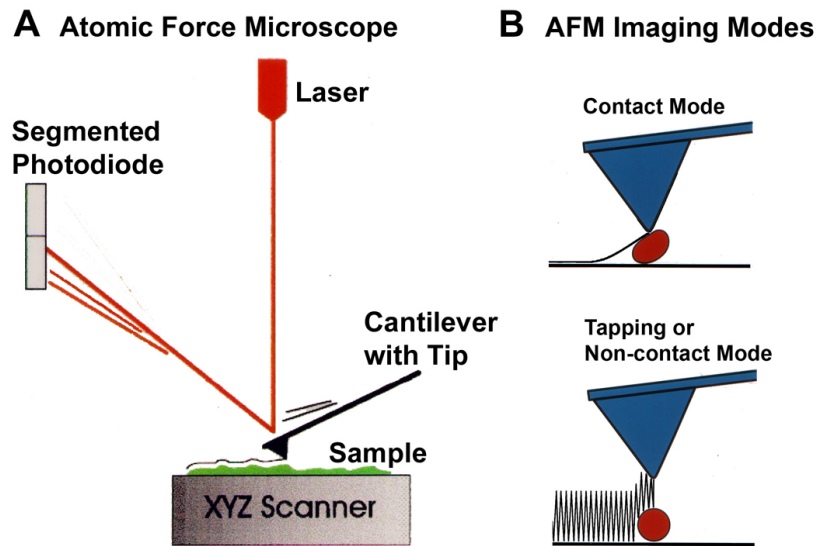 A Atomic Force Microscope
Laser
Segmented
Photodiode
Cantilever
with Tip
Sample
XYZ Scanner
B AFM Imaging Modes
Contact Mode
Tapping or
Non-contact Mode